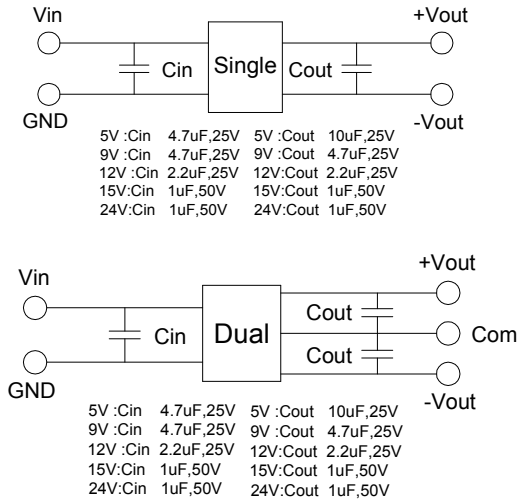 Vin +Vout
Cin Single Cout
GND -Vout
5V :Cin 4.7uF,25V 5V :Cout 10uF,25V
9V :Cin 4.7uF,25V 9V :Cout 4.7uF,25V
12V :Cin 2.2uF,25V 12V:Cout 2.2uF,25V
15V:Cin 1uF,50V 15V:Cout 1uF,50V
24V:Cin 1uF,50V 24V:Cout 1uF,50V
+Vout
Vin
Cout
Cin Dual Com
Cout
GND -Vout
5V :Cin 4.7uF,25V 5V :Cout 10uF,25V
9V :Cin 4.7uF,25V 9V :Cout 4.7uF,25V
12V :Cin 2.2uF,25V 12V:Cout 2.2uF,25V
15V:Cin 1uF,50V 15V:Cout 1uF,50V
24V:Cin 1uF,50V 24V:Cout 1uF,50V